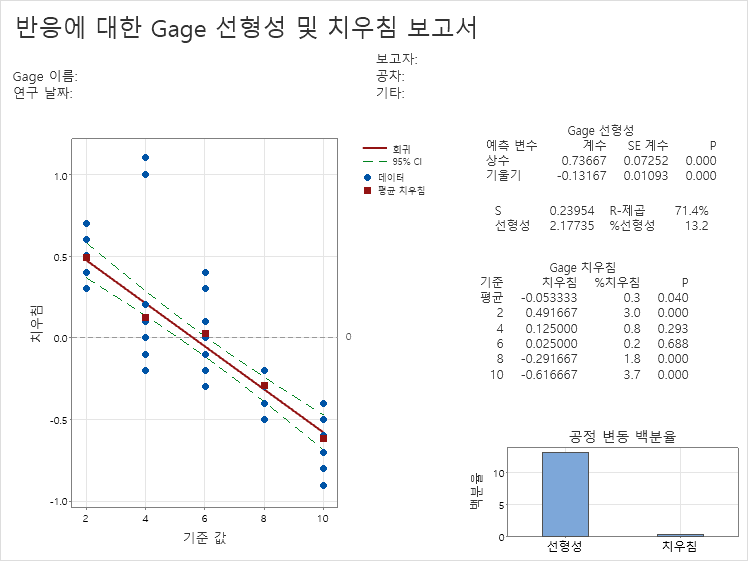 반응에 대한 Gage 선형성 및 치우침 보고서
보고자:
Gage 이름:
공차:
연구 날짜:
기타:
회귀
95% CI
데이터
평균 치우침
1.0
0.5
0.0
-0.5
-1.0
치우침
0
2 4 6 8 10
기준 값
Gage 선형성
예측 변수 계수 SE 계수 P
상수 0.73667 0.07252 0.000
기울기 -0.13167 0.01093 0.000
S 0.23954 R-제곱 71.4%
선형성 2.17735 %선형성 13.2
Gage 치우침
기준 치우침 %치우침 P
평균 -0.053333 0.3 0.040
2 0.491667 3.0 0.000
4 0.125000 0.8 0.293
6 0.025000 0.2 0.688
8 -0.291667 1.8 0.000
10 -0.616667 3.7 0.000
공정 변동 백분율
10
5
0
백분율
선형성 치우침